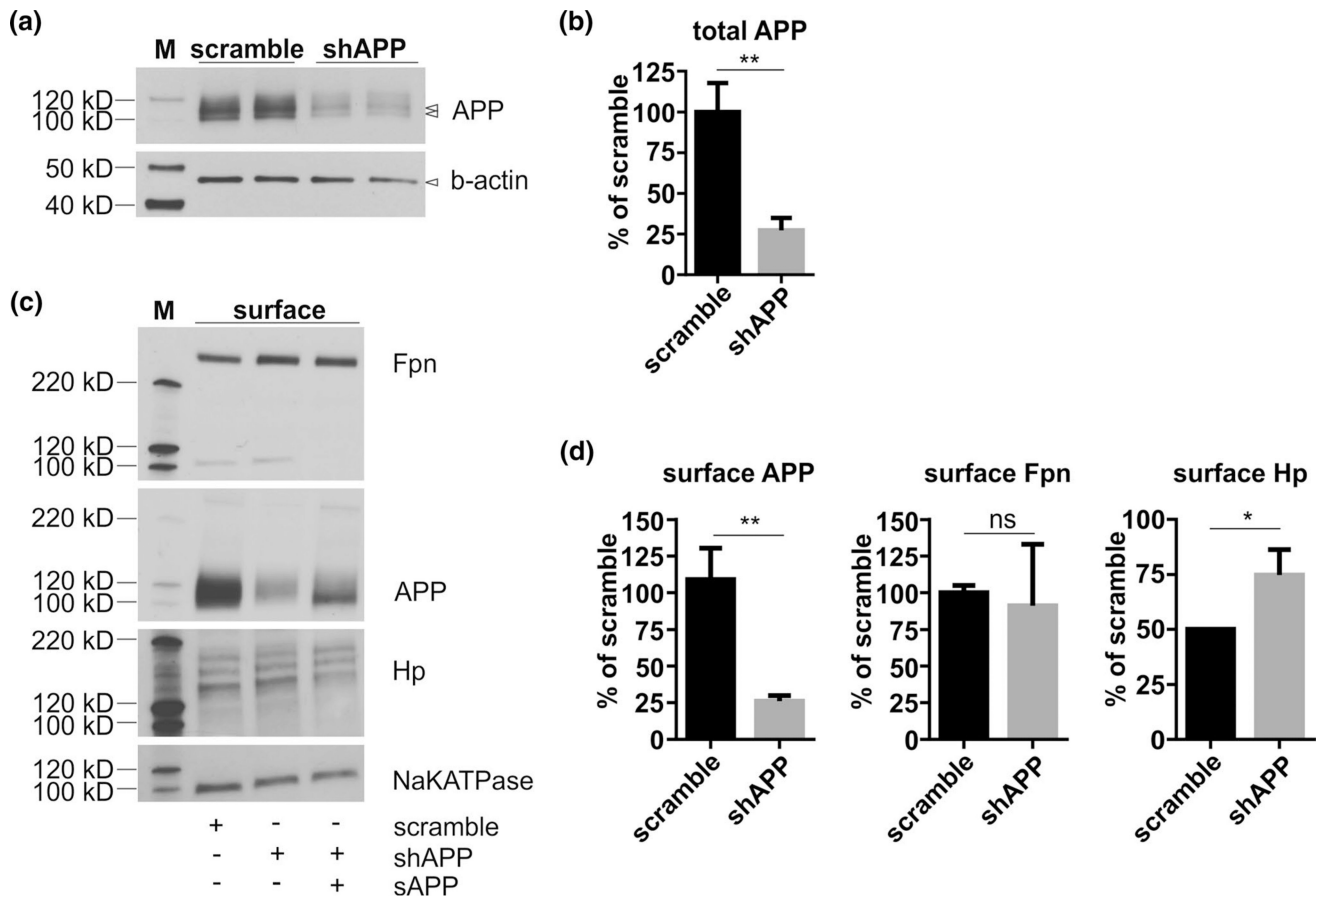 (a)
M scramble shAPP
120 kD
100 kD
APP
50 kD
40 kD
b-actin
(b)
total APP
**
% of scramble
125
100
75
50
25
0
scramble
shAPP
(c)
M surface
220 kD
120 kD
100 kD
Fpn
220 kD
120 kD
100 kD
APP
220 kD
120 kD
100 kD
Hp
120 kD
100 kD
NaKATPase
+ - - scramble
- + + shAPP
- - + sAPP
(d)
surface APP
**
% of scramble
150
125
100
75
50
25
0
scramble
shAPP
surface Fpn
ns
% of scramble
150
125
100
75
50
25
0
scramble
shAPP
surface Hp
*
% of scramble
100
75
50
25
0
scramble
shAPP